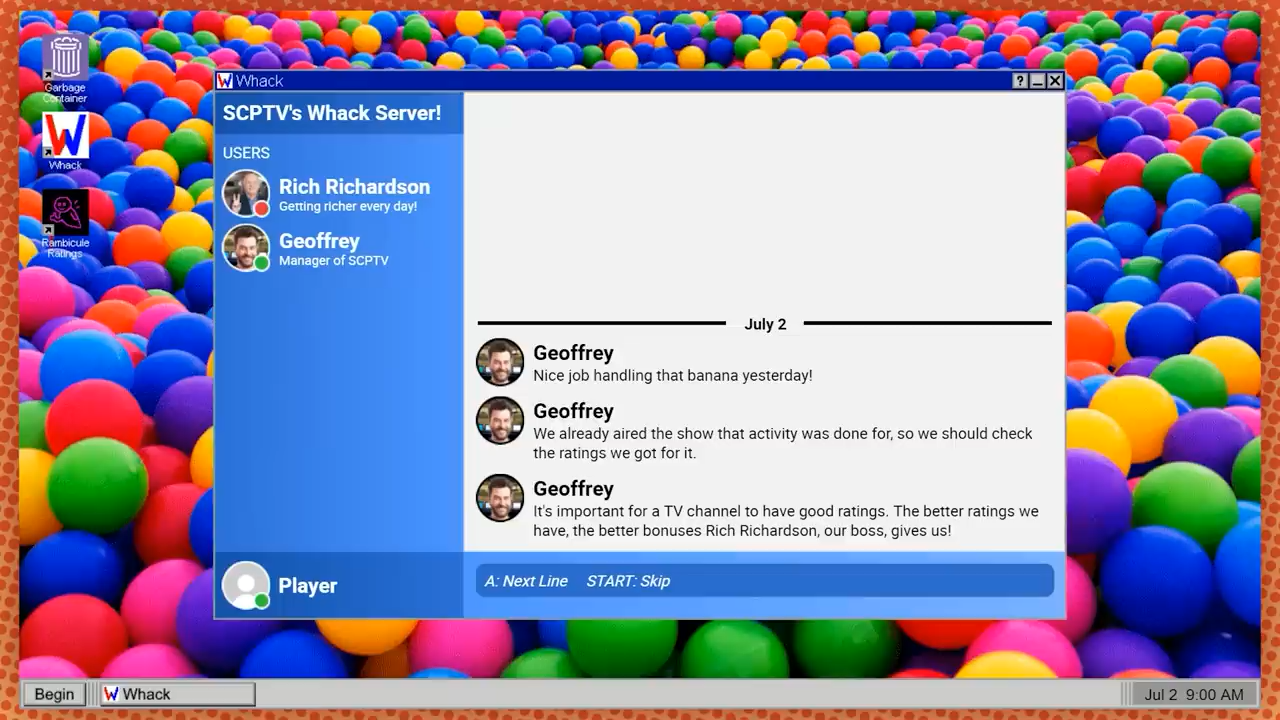 Garbage
Container
Whack
Rambicule
Ratings
Whack
SCPTV's Whack Server!
USERS
Rich Richardson
Getting richer every day!
Geoffrey
Manager of SCPTV
Player
July 2
Geoffrey
Nice job handling that banana yesterday!
Geoffrey
We already aired the show that activity was done for, so we should check
the ratings we got for it.
Geoffrey
It's important for a TV channel to have good ratings. The better ratings we
have, the better bonuses Rich Richardson, our boss, gives us!
A: Next Line START: Skip
Begin
Whack
Jul 2 9:00 AM